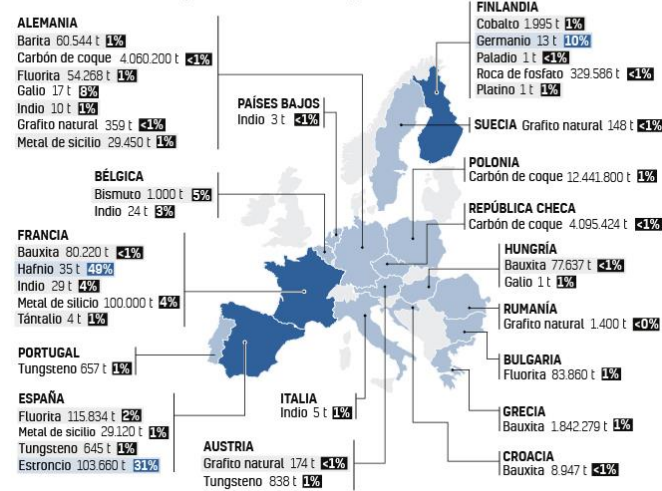 ALEMANIA
Barita 60.544 t 1%
Carbón de coque 4.060.200 t <1%
Fluorita 54.268 t 1%
Galio 17 t 8%
Indio 10 t 1%
Grafito natural 359 t <1%
Metal de sicilio 29.450 t 1%
PAÍSES BAJOS
Indio 3 t <1%
BÉLGICA
Bismuto 1.000 t 5%
Indio 24 t 3%
FRANCIA
Bauxita 80.220 t <1%
Hafnio 35 t 49%
Indio 29 t 4%
Metal de silicio 100.000 t 4%
Tántalio 4 t 1%
PORTUGAL
Tungsteno 657 t 1%
ESPAÑA
Fluorita 115.834 t 2%
Metal de sicilio 29.120 t 1%
Tungsteno 645 t 1%
Estroncio 103.660 t 31%
ITALIA
Indio 5 t 1%
AUSTRIA
Grafito natural 174 t <1%
Tungsteno 838 t 1%
FINLANDIA
Cobalto 1.995 t 1%
Germanio 13 t 10%
Paladio 1 t <1%
Roca de fosfato 329.586 t <1%
Platino 1 t 1%
SUECIA Grafito natural 148 t <1%
POLONIA
Carbón de coque 12.441.800 t 1%
REPÚBLICA CHECA
Carbón de coque 4.095.424 t <1%
HUNGRÍA
Bauxita 77.637 t <1%
Galio 1 t 1%
RUMANÍA
Grafito natural 1.400 t <0%
BULGARIA
Fluorita 83.860 t 1%
GRECIA
Bauxita 1.842.279 t 1%
CROACIA
Bauxita 8.947 t <1%